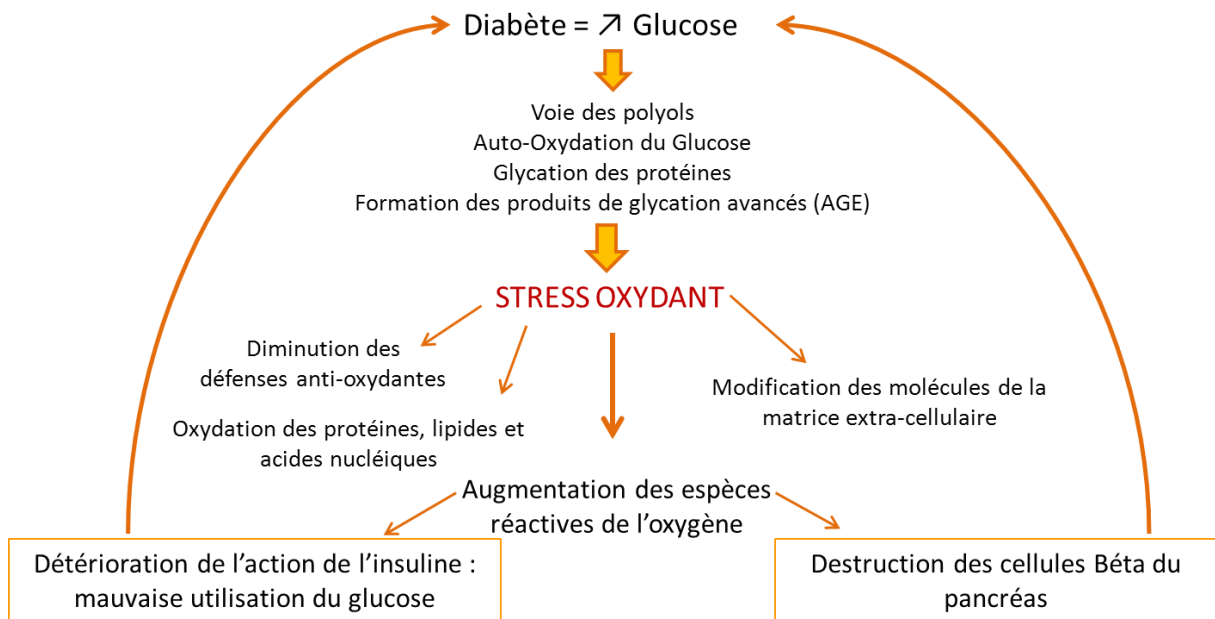 Diabète = ↗ Glucose
Voie des polyols
Auto-Oxydation du Glucose
Glycation des protéines
Formation des produits de glycation avancés (AGE)
STRESS OXYDANT
Diminution des
défenses anti-oxydantes
Modification des molécules de la
matrice extra-cellulaire
Oxydation des protéines, lipides et
acides nucléiques
Augmentation des espèces
réactives de l’oxygène
Détérioration de l’action de l’insuline :
mauvaise utilisation du glucose
Destruction des cellules Béta du
pancréas